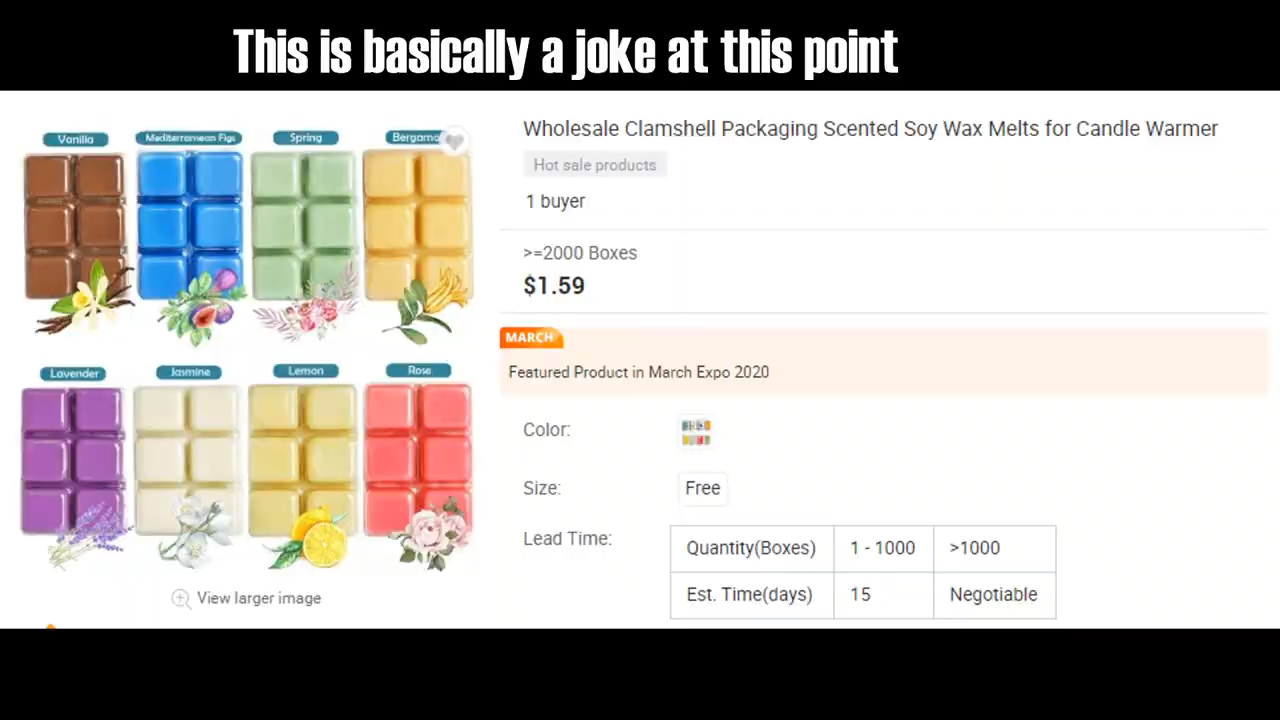 This is basically a joke at this point
Vanilla
Mediterranean Figs
Spring
Bergamo
Wholesale Clamshell Packaging Scented Soy Wax Melts for Candle Warmer
Hot sale products
1 buyer
>=2000 Boxes
$1.59
MARCH
Featured Product in March Expo 2020
Lavender
Jasmine
Lemon
Rose
Color:
Size: Free
Lead Time:
Quantity(Boxes) 1 - 1000 >1000
Est. Time(days) 15 Negotiable
View larger image